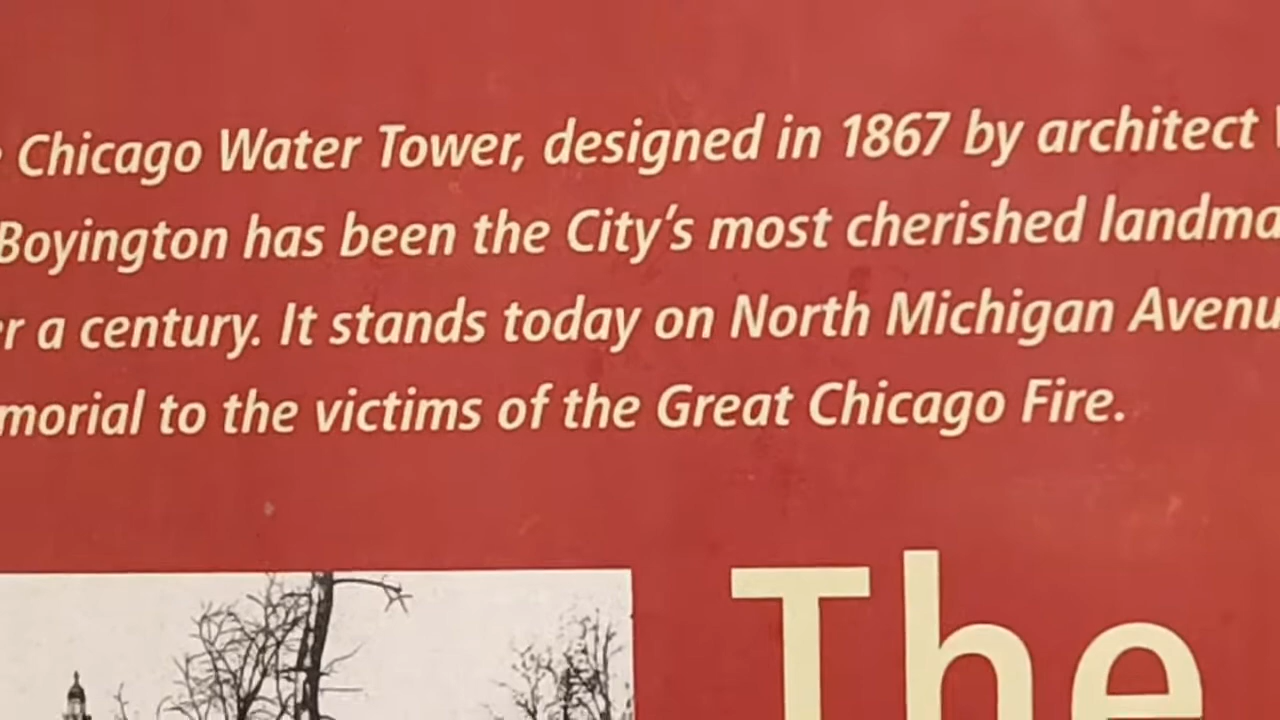 Chicago Water Tower, designed in 1867 by architect
Boyington has been the City's most cherished landma
r a century. It stands today on North Michigan Avenu
morial to the victims of the Great Chicago Fire.
The